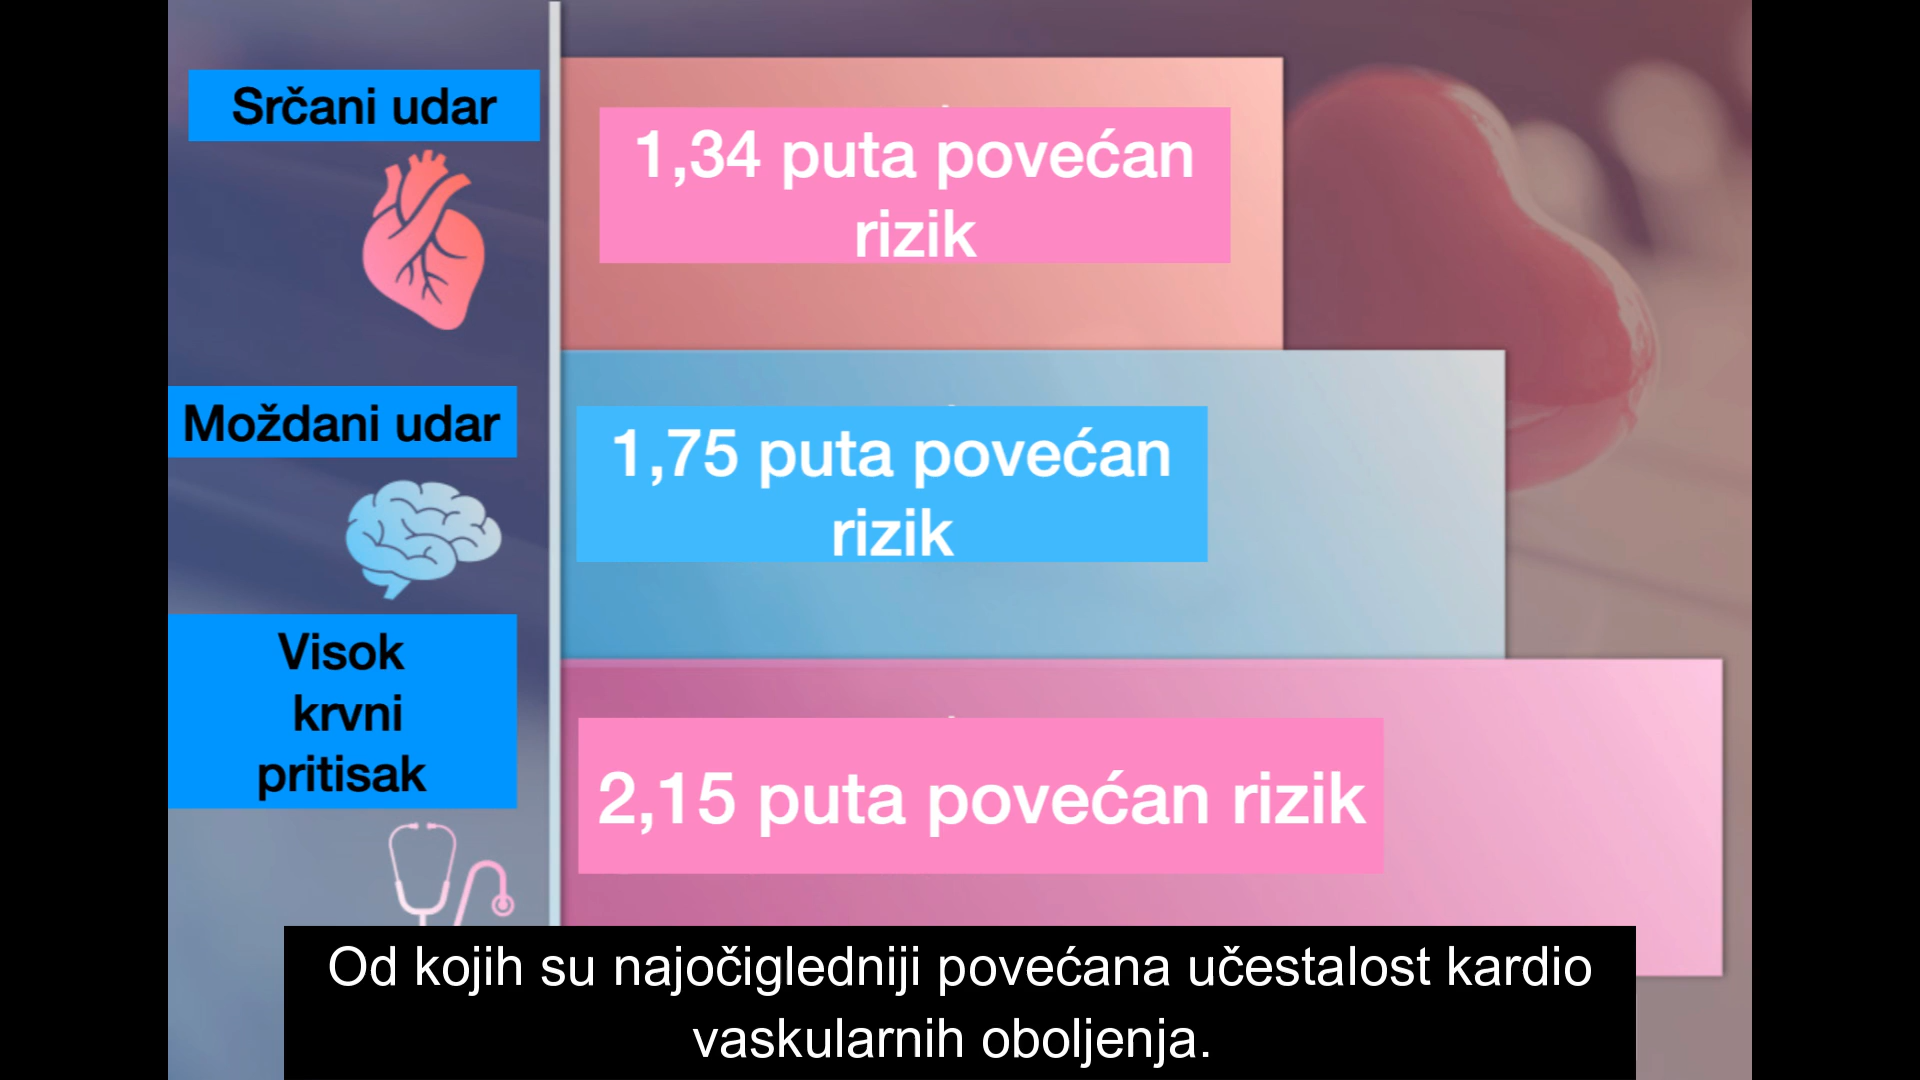 Srčani udar
1,34 puta povećan
rizik
Moždani udar
1,75 puta povećan
rizik
Visok
krvni
pritisak
2,15 puta povećan rizik
Od kojih su najočigledniji povećana učestalost kardio
vaskularnih oboljenja.